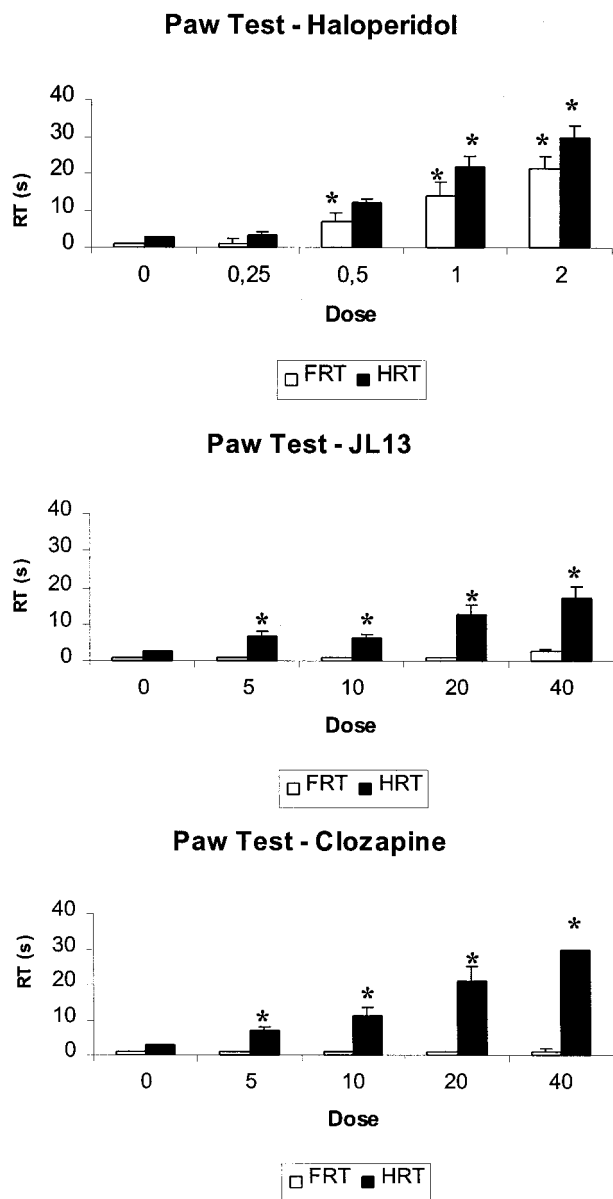 Paw Test - Haloperidol
40
30
20
10
0
RT (s)
* * * * *
0 0,25 0,5 1 2
Dose
FRT HRT
Paw Test - JL13
40
30
20
10
0
RT (s)
* * * *
0 5 10 20 40
Dose
FRT HRT
Paw Test - Clozapine
40
30
20
10
0
RT (s)
* * * *
0 5 10 20 40
Dose
FRT HRT